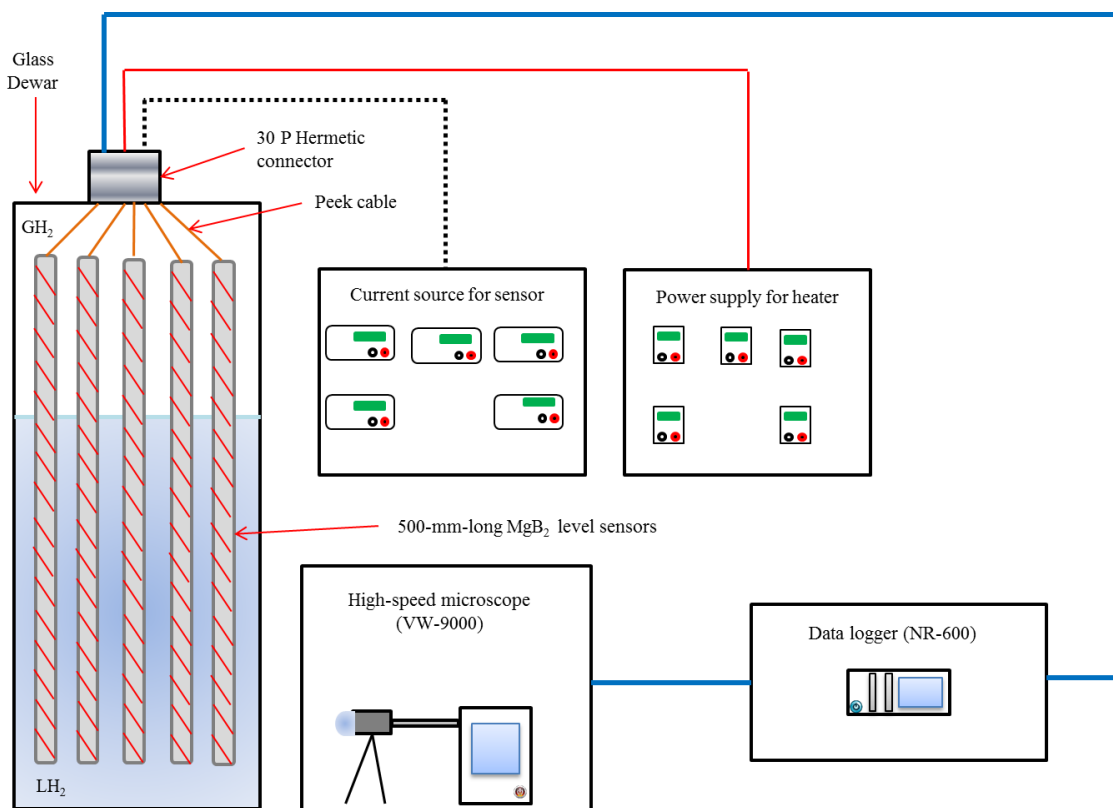 Glass
Dewar
30 P Hermetic
connector
Peek cable
GH₂
Current source for sensor
Power supply for heater
500-mm-long MgB₂ level sensors
High-speed microscope
(VW-9000)
Data logger (NR-600)
LH₂